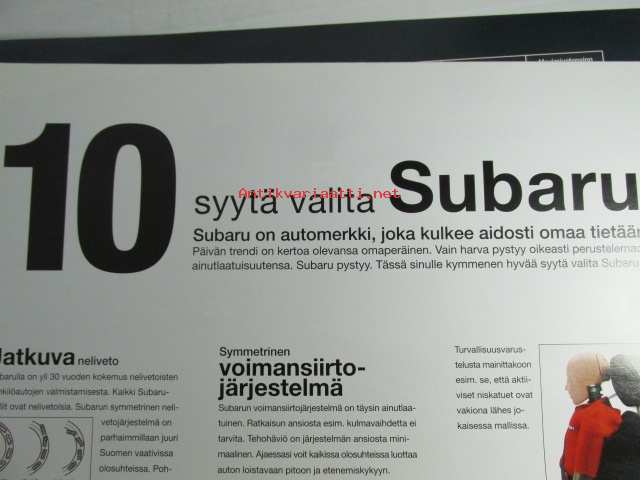 10 syytä valita Subaru
Antikvariaatti.net
Subaru on automerkki, joka kulkee aidosti omaa tietään
Päivän trendi on kertoa olevansa omaperäinen. Vain harva pystyy oikeasti
ainutlaatuisuutensa. Subaru pystyy. Tässä sinulle kymmenen hyvää syytä valita Subaru
Jatkuva neliveto
on yli 30 vuoden kokemus nelivetoisten
valmistamisesta. Kaikki Subaru-
ovat nelivetoisia. Subarun symmetrinen neli-
vetojärjestelmä on
parhaimmillaan juuri
Suomen vaativissa
olosuhteissa. Poh-
Symmetrinen
voimansiirto-
järjestelmä
Subarun voimansiirtojärjestelmä on täysin ainutlaa-
tuinen. Ratkaisun ansiosta esim. kulmavaihdetta ei
tarvita. Tehohäviö on järjestelmän ansiosta mini-
maalinen. Ajaessasi voit kaikissa olosuhteissa luottaa
auton loistavaan pitoon ja etenemiskykyyn.
Turvallisuusvarus-
telusta mainittakoon
esim. se, että aktii-
viset niskatuet ovat
vakiona lähes jo-
kaisessa mallissa.